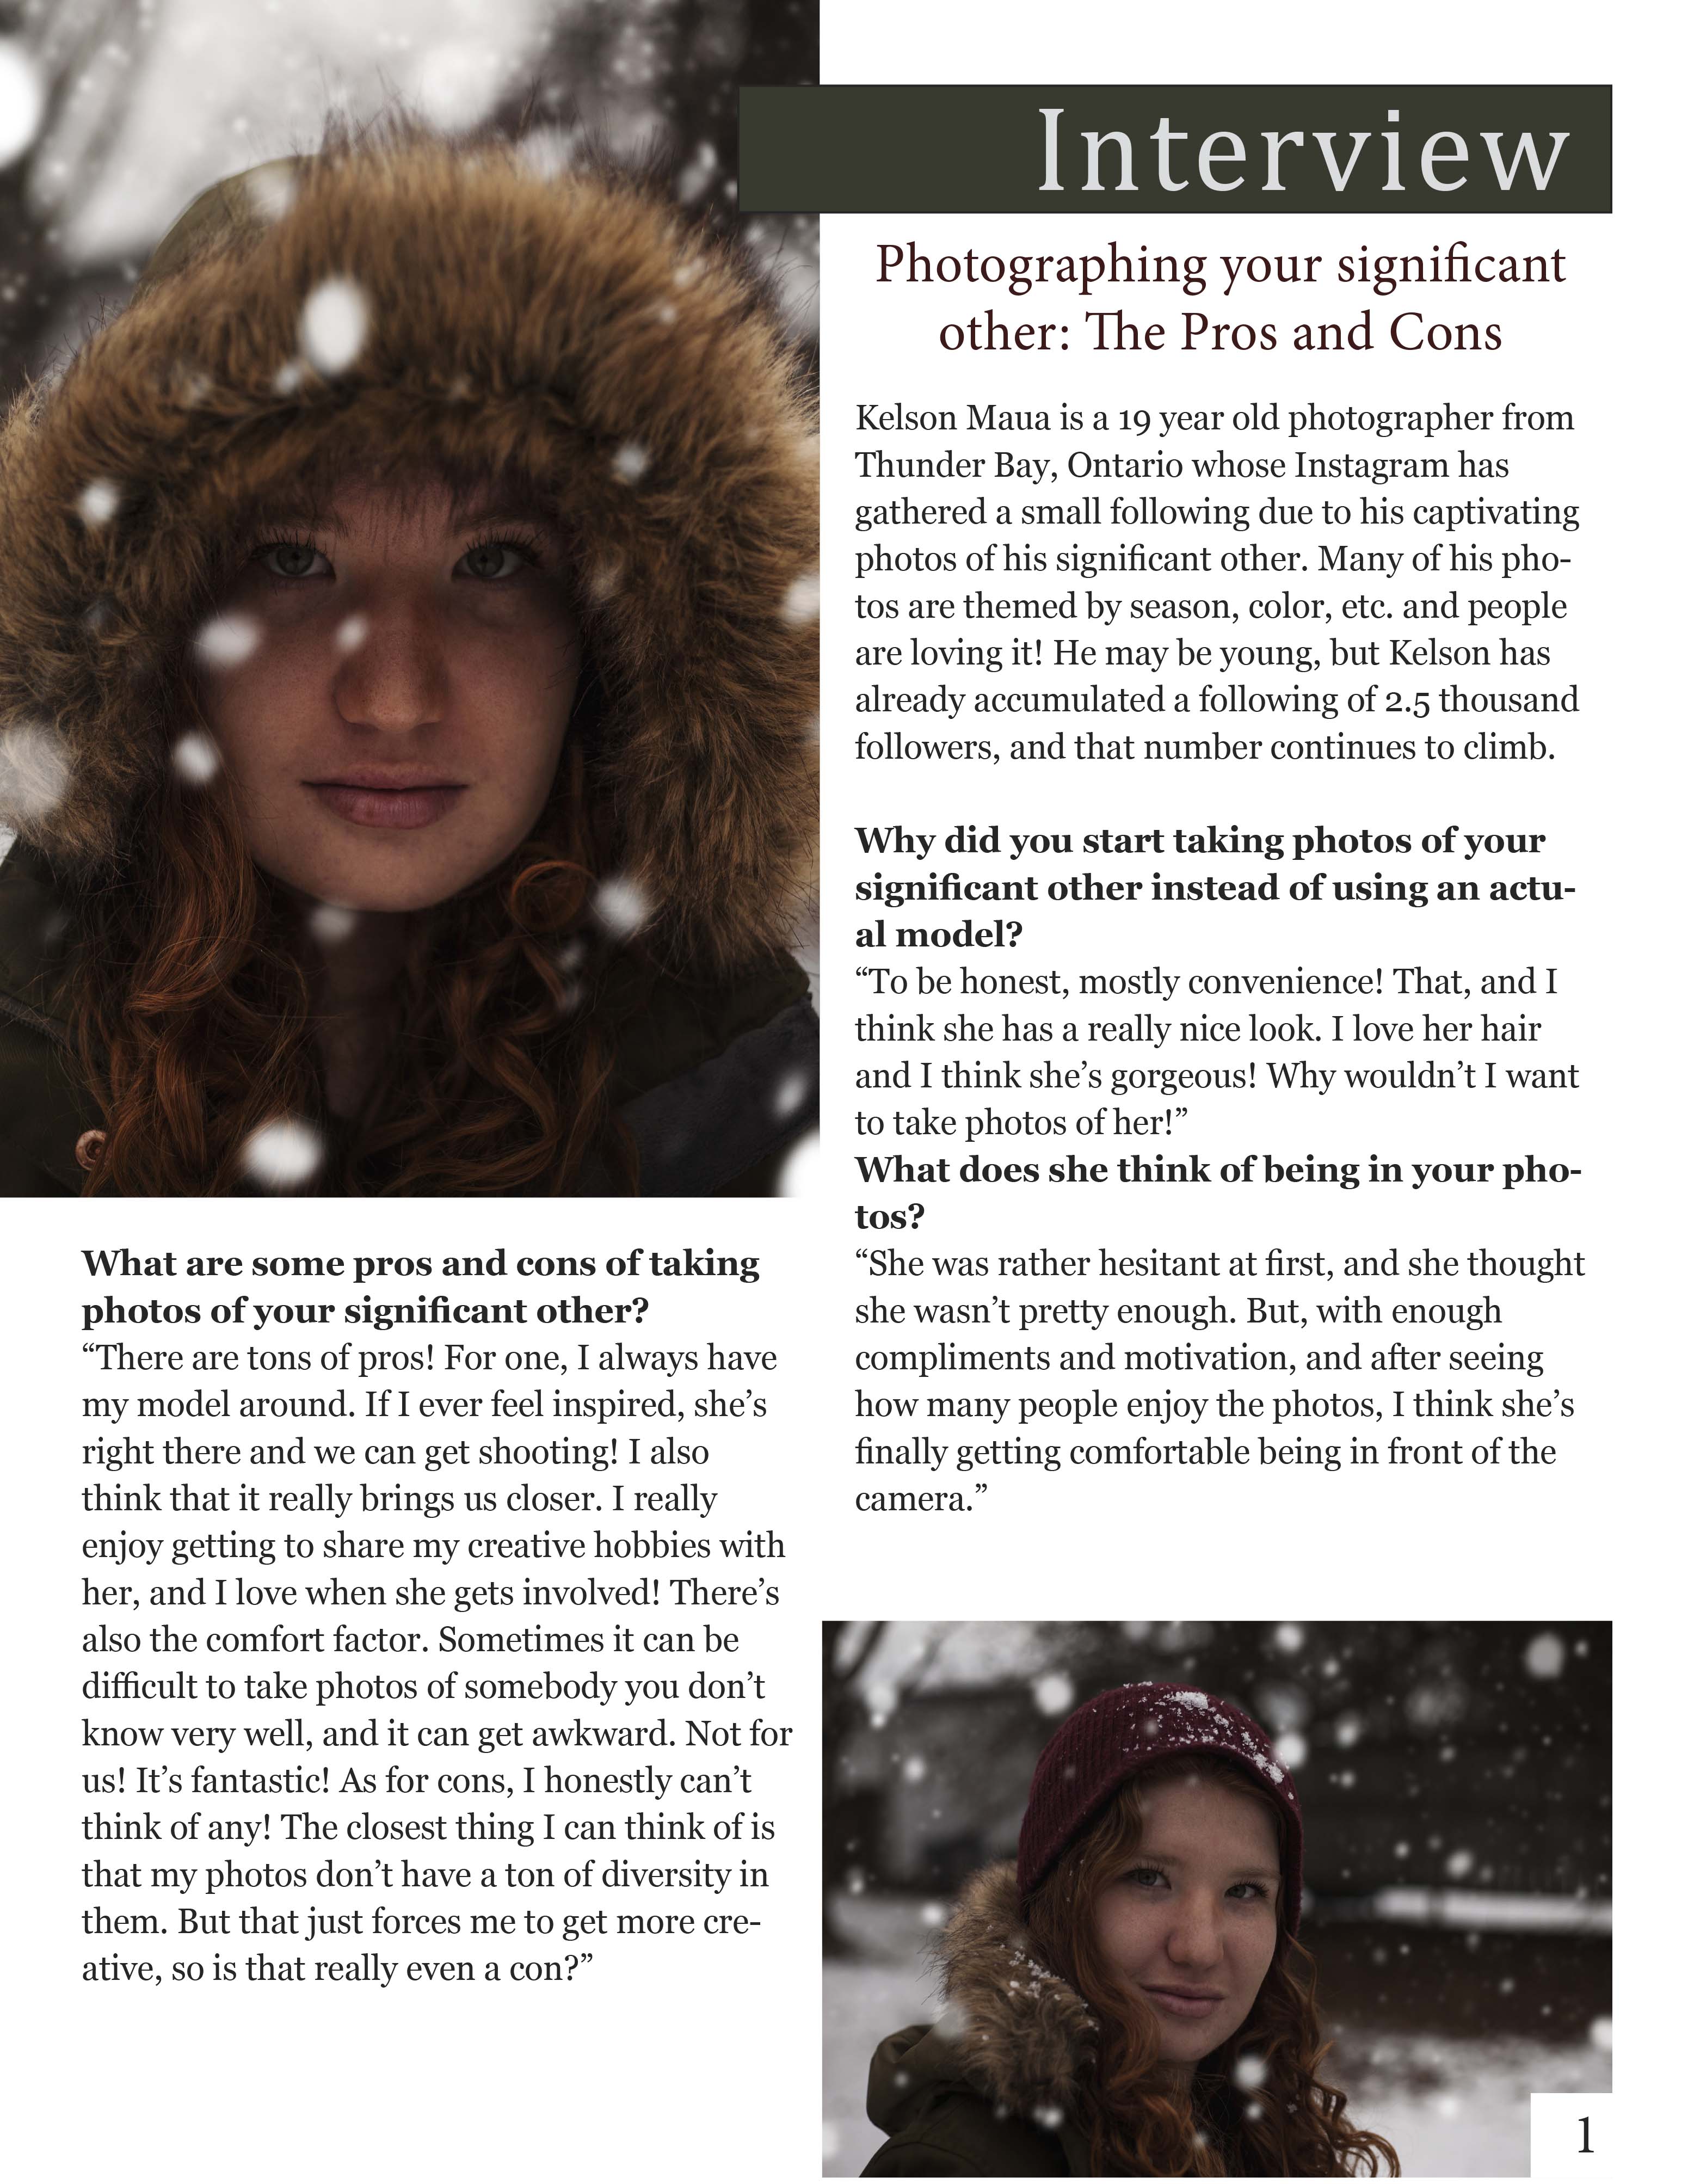 Interview
Photographing your significant
other: The Pros and Cons
Kelson Maua is a 19 year old photographer from
Thunder Bay, Ontario whose Instagram has
gathered a small following due to his captivating
photos of his significant other. Many of his pho-
tos are themed by season, color, etc. and people
are loving it! He may be young, but Kelson has
already accumulated a following of 2.5 thousand
followers, and that number continues to climb.
Why did you start taking photos of your
significant other instead of using an actu-
al model?
“To be honest, mostly convenience! That, and I
think she has a really nice look. I love her hair
and I think she’s gorgeous! Why wouldn’t I want
to take photos of her!”
What does she think of being in your pho-
tos?
“She was rather hesitant at first, and she thought
she wasn’t pretty enough. But, with enough
compliments and motivation, and after seeing
how many people enjoy the photos, I think she’s
finally getting comfortable being in front of the
camera.”
What are some pros and cons of taking
photos of your significant other?
“There are tons of pros! For one, I always have
my model around. If I ever feel inspired, she’s
right there and we can get shooting! I also
think that it really brings us closer. I really
enjoy getting to share my creative hobbies with
her, and I love when she gets involved! There’s
also the comfort factor. Sometimes it can be
difficult to take photos of somebody you don’t
know very well, and it can get awkward. Not for
us! It’s fantastic! As for cons, I honestly can’t
think of any! The closest thing I can think of is
that my photos don’t have a ton of diversity in
them. But that just forces me to get more cre-
ative, so is that really even a con?”
1